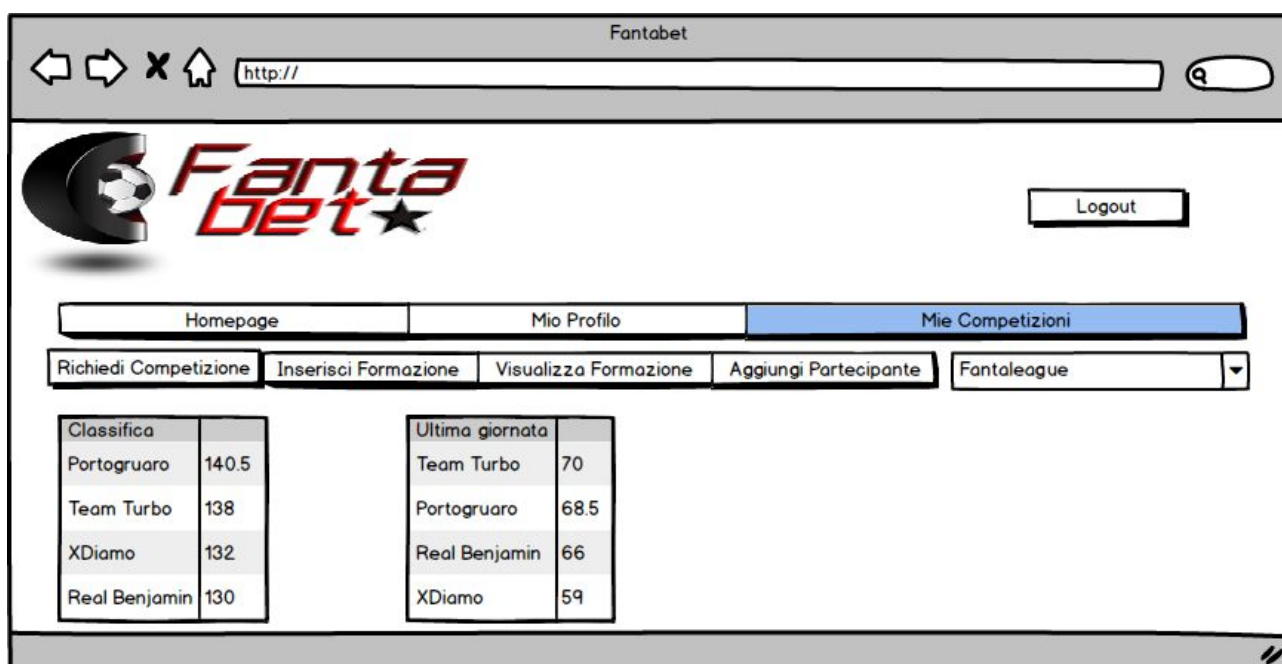 Fantabet
http://
Fanta
bet
Logout
Homepage Mio Profilo Mie Competizioni
Richiedi Competizione Inserisci Formazione Visualizza Formazione Aggiungi Partecipante Fantaleague
Classifica
Portogruaro 140.5
Team Turbo 138
XDiamo 132
Real Benjamin 130
Ultima giornata
Team Turbo 70
Portogruaro 68.5
Real Benjamin 66
XDiamo 59